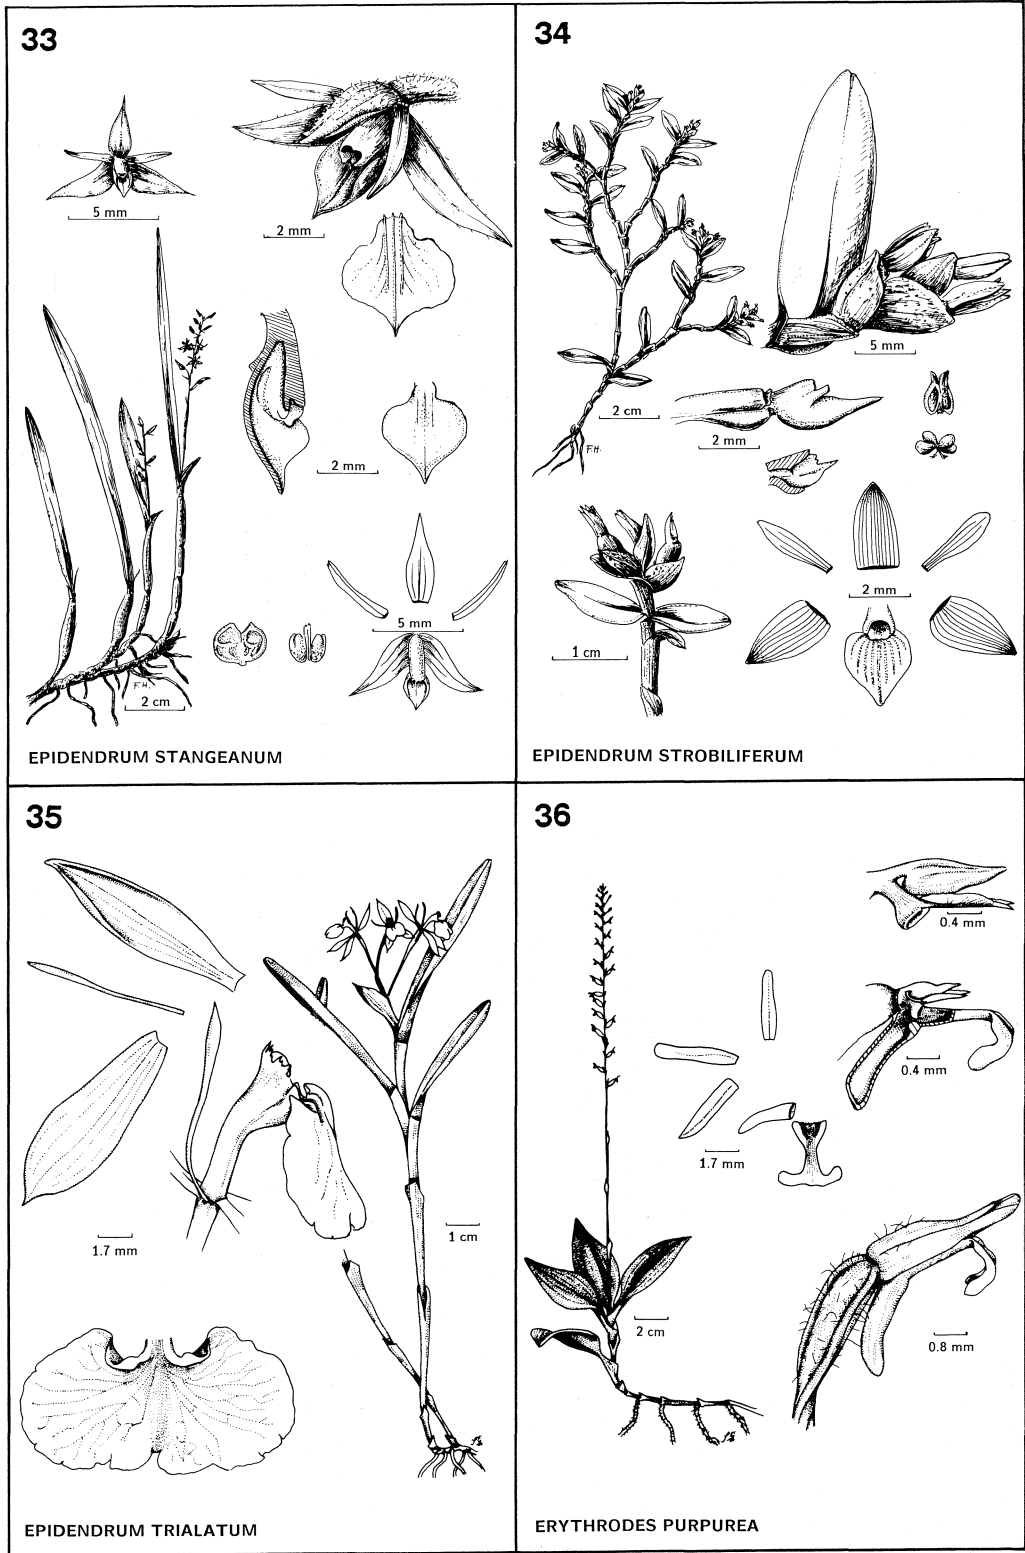 33
5 mm
2 mm
2 mm
5 mm
F.H.
2 cm
EPIDENDRUM STANGEANUM
34
5 mm
2 cm
F.H.
2 mm
2 mm
1 cm
EPIDENDRUM STROBILIFERUM
35
1.7 mm
1 cm
EPIDENDRUM TRIALATUM
36
0.4 mm
0.4 mm
1.7 mm
2 cm
0.8 mm
ERYTHRODES PURPUREA